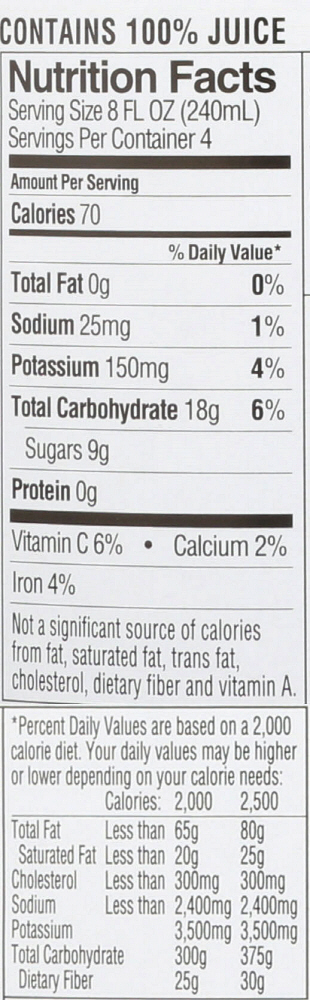 CONTAINS 100% JUICE
Nutrition Facts
Serving Size 8 FL OZ (240mL)
Servings Per Container 4
Amount Per Serving
Calories 70
% Daily Value*
Total Fat 0g 0%
Sodium 25mg 1%
Potassium 150mg 4%
Total Carbohydrate 18g 6%
Sugars 9g
Protein 0g
Vitamin C 6% • Calcium 2%
Iron 4%
Not a significant source of calories
from fat, saturated fat, trans fat,
cholesterol, dietary fiber and vitamin A.
*Percent Daily Values are based on a 2,000
calorie diet. Your daily values may be higher
or lower depending on your calorie needs:
Calories: 2,000 2,500
Total Fat Less than 65g 80g
Saturated Fat Less than 20g 25g
Cholesterol Less than 300mg 300mg
Sodium Less than 2,400mg 2,400mg
Potassium 3,500mg 3,500mg
Total Carbohydrate 300g 375g
Dietary Fiber 25g 30g